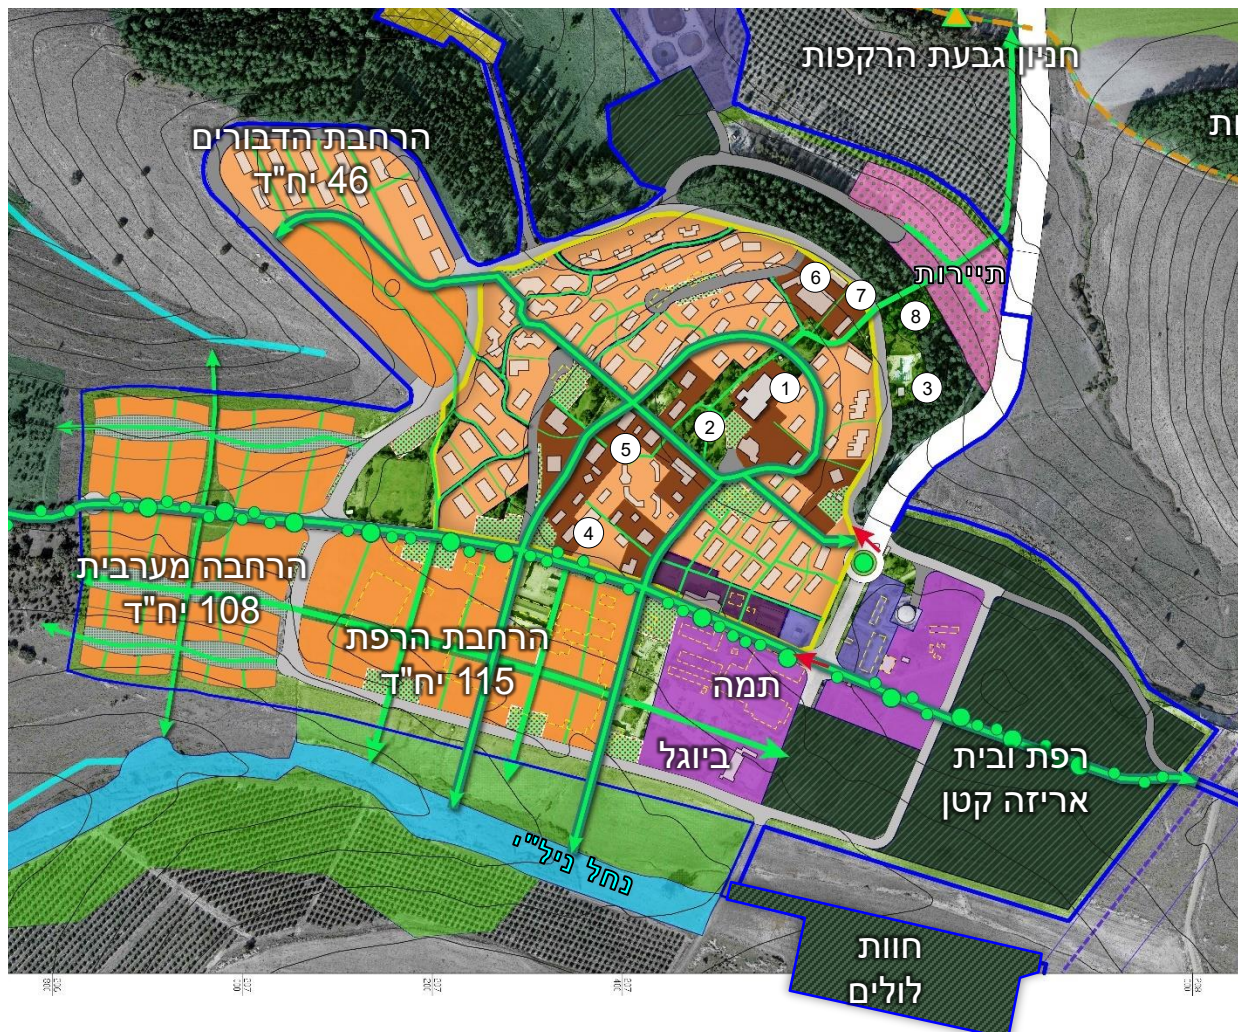 חניון גבעת הרקפות
ות
הרחבת הדבורים
46 יח"ד
תיירות
6
7
8
1
3
2
5
4
הרחבה מערבית
108 יח"ד
הרחבת הרפת
115 יח"ד
תמה
ביוגל
רפת ובית
אריזה קטן
נחל ניל"י
חוות
לולים